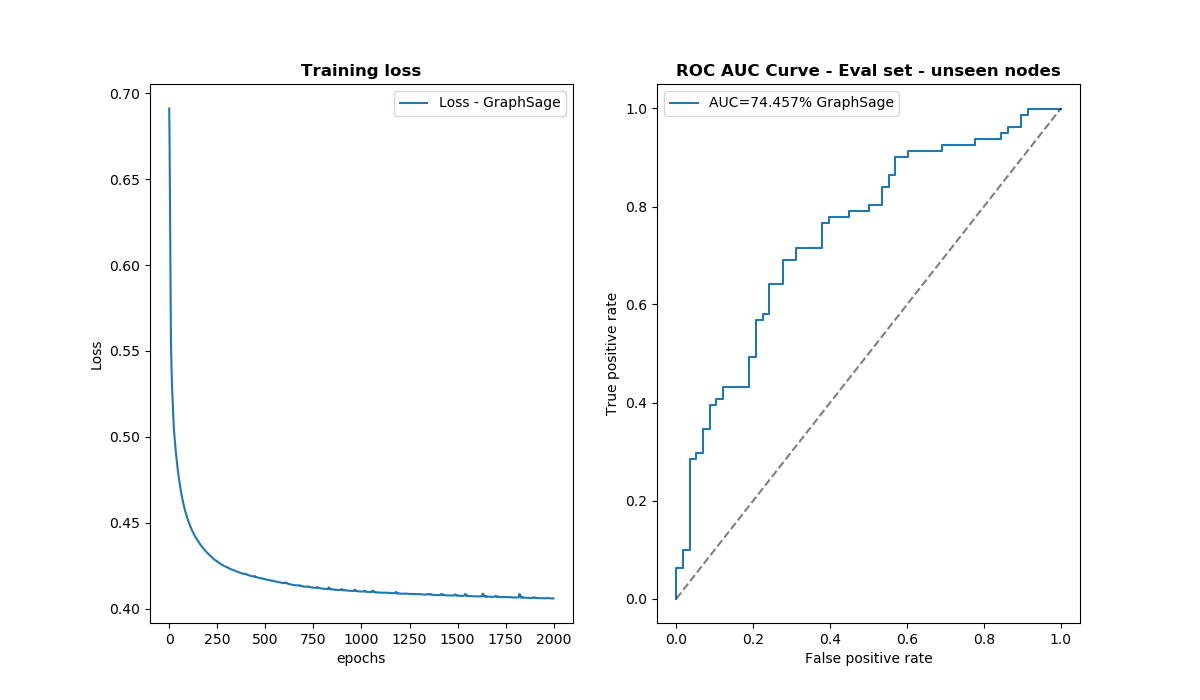 Training loss
Loss - GraphSage
0.70
0.65
0.60
0.55
0.50
0.45
0.40
Loss
0 250 500 750 1000 1250 1500 1750 2000
epochs
ROC AUC Curve - Eval set - unseen nodes
AUC=74.457% GraphSage
1.0
0.8
0.6
0.4
0.2
0.0
True positive rate
0.0 0.2 0.4 0.6 0.8 1.0
False positive rate